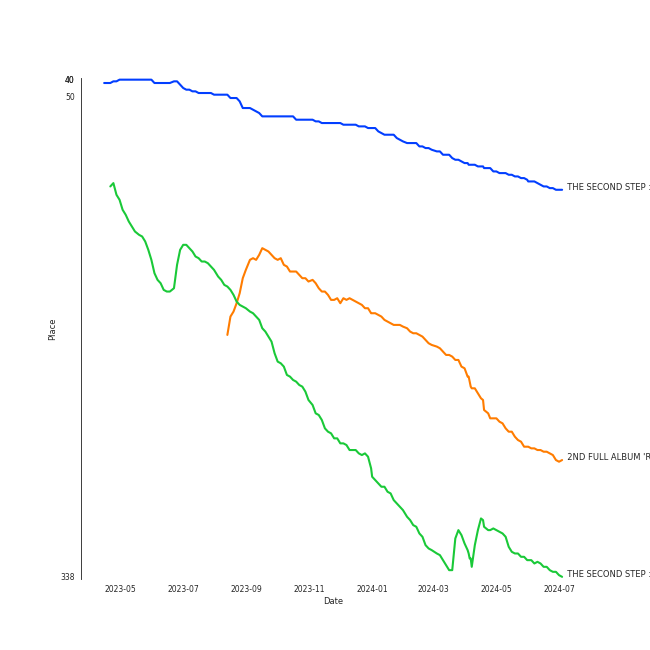 40
50
THE SECOND STEP :
Place
2ND FULL ALBUM 'R
338
THE SECOND STEP :
2023-05
2023-07
2023-09
2023-11
2024-01
2024-03
2024-05
2024-07
Date